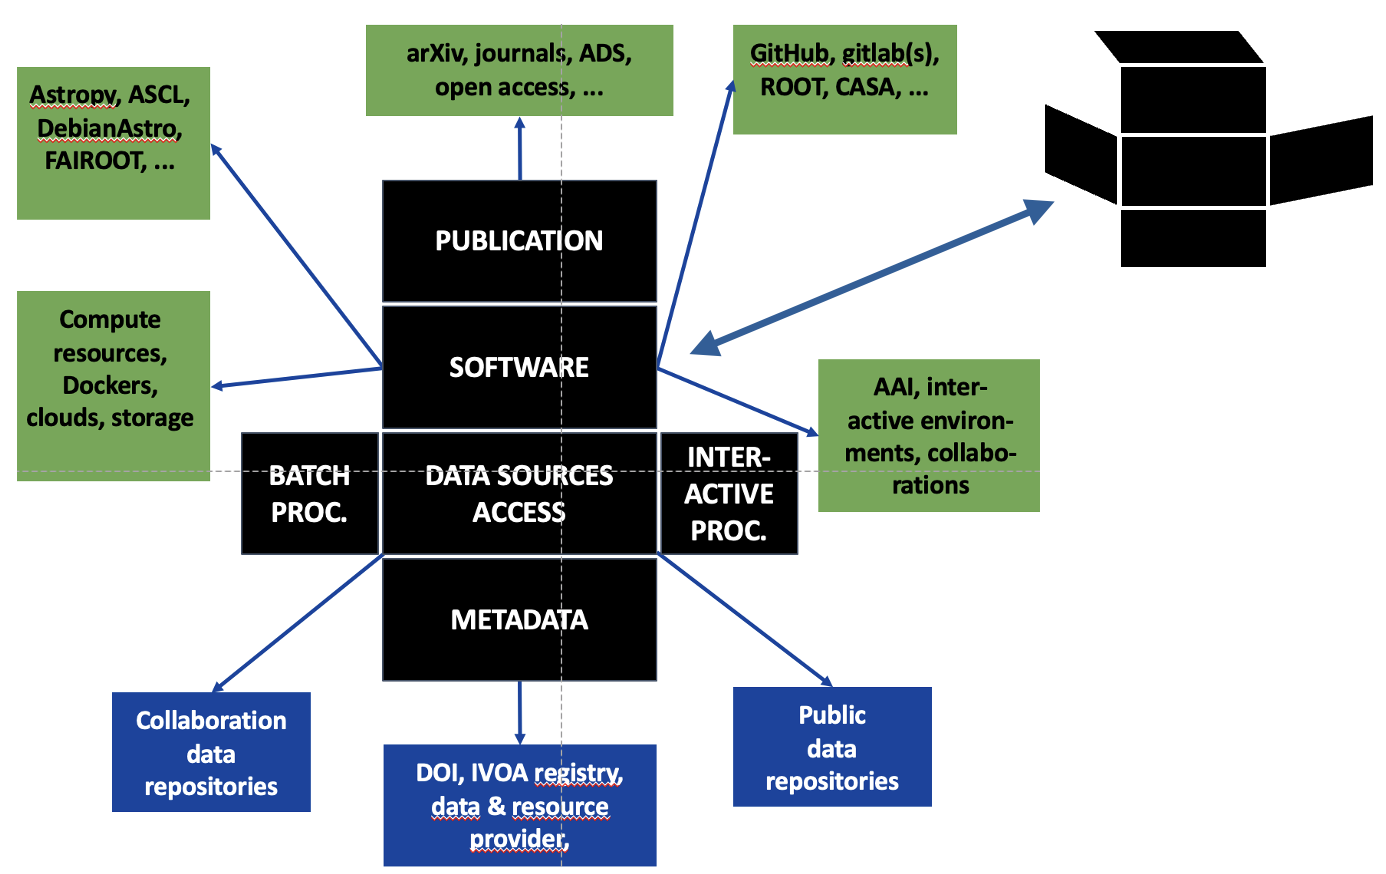 arXiv, journals, ADS,
open access, ...
GitHub, gitlab(s),
ROOT, CASA, ...
Astropy, ASCL,
DebianAstro,
FAIROOT, ...
PUBLICATION
Compute
resources,
Dockers,
clouds, storage
SOFTWARE
AAI, inter-
active environ-
ments, collabo-
rations
BATCH
PROC.
DATA SOURCES
ACCESS
INTER-
ACTIVE
PROC.
METADATA
Collaboration
data
repositories
DOI, IVOA registry,
data & resource
provider,
Public
data
repositories